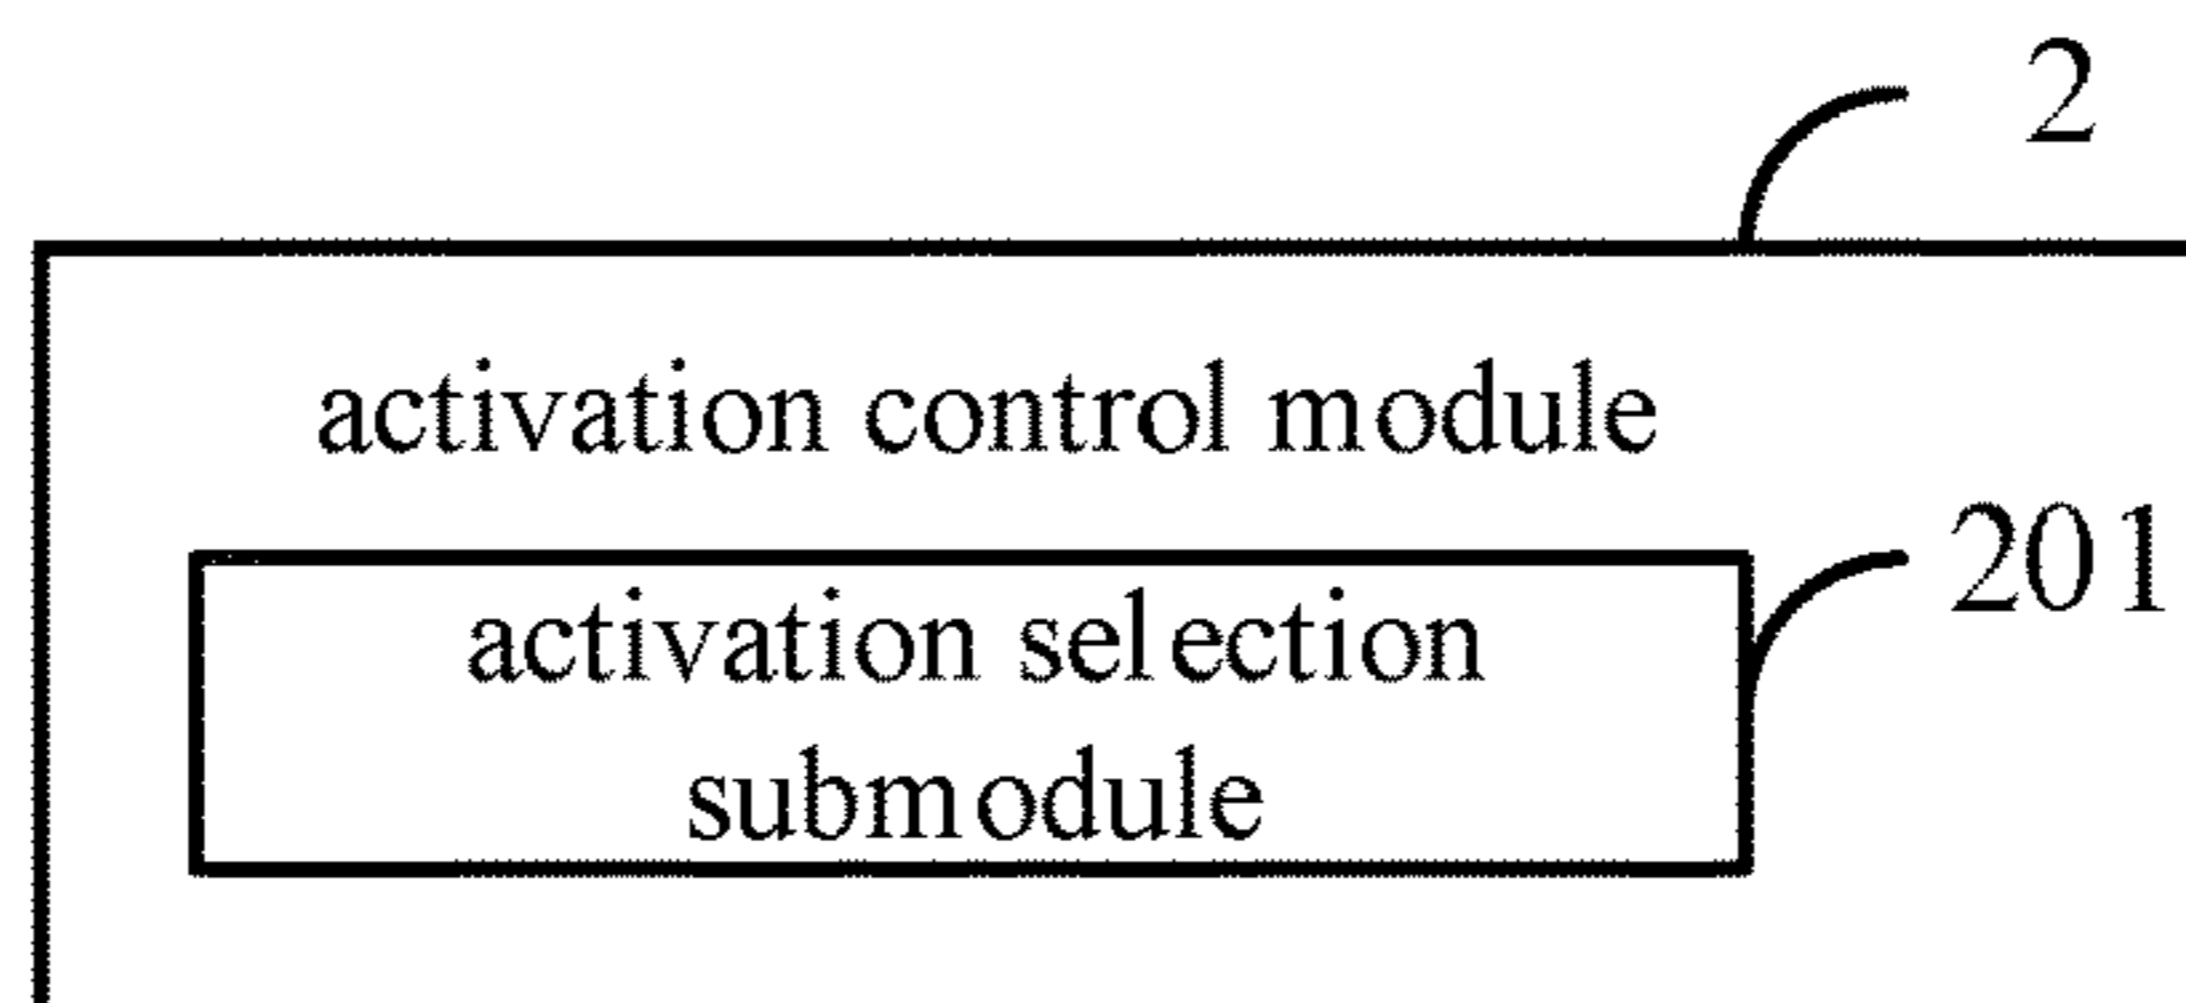 2
activation control module
201
activation selection
submodule